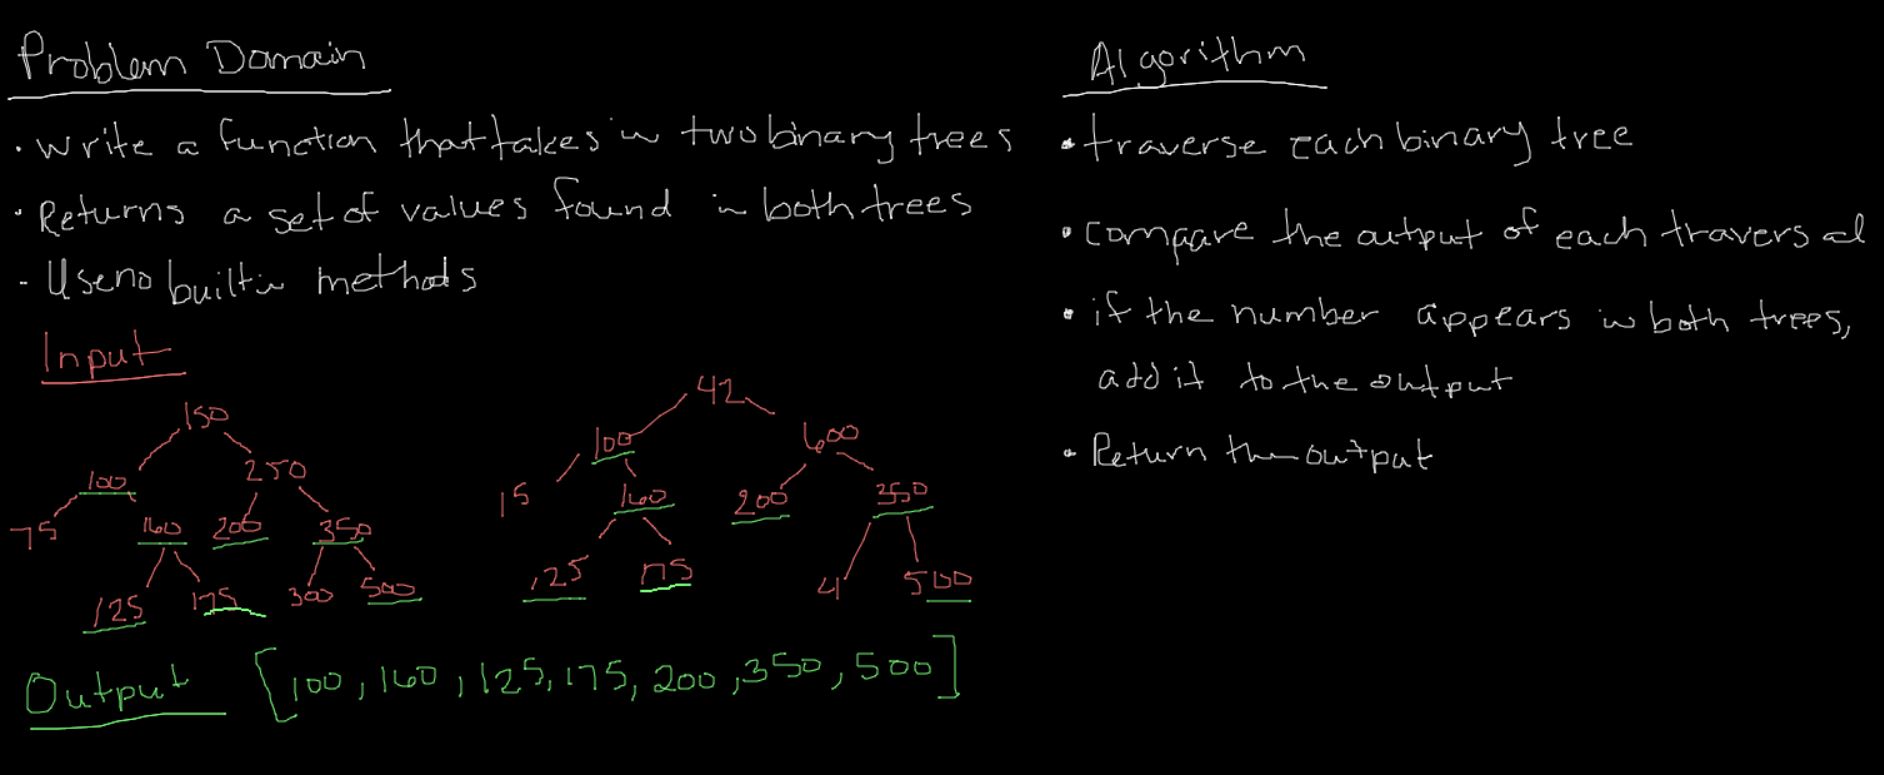 Problem Domain
• Write a function that takes in two binary trees
• Returns a set of values found in both trees
- Use no built in methods
Input
150
100 250
75 160 200 350
125 175 300 500
42
100 600
15 160 200 350
125 175 4 500
Output [100, 160, 125, 175, 200, 350, 500]
Algorithm
• traverse each binary tree
• compare the output of each traversal
• if the number appears in both trees,
add it to the output
• Return the output